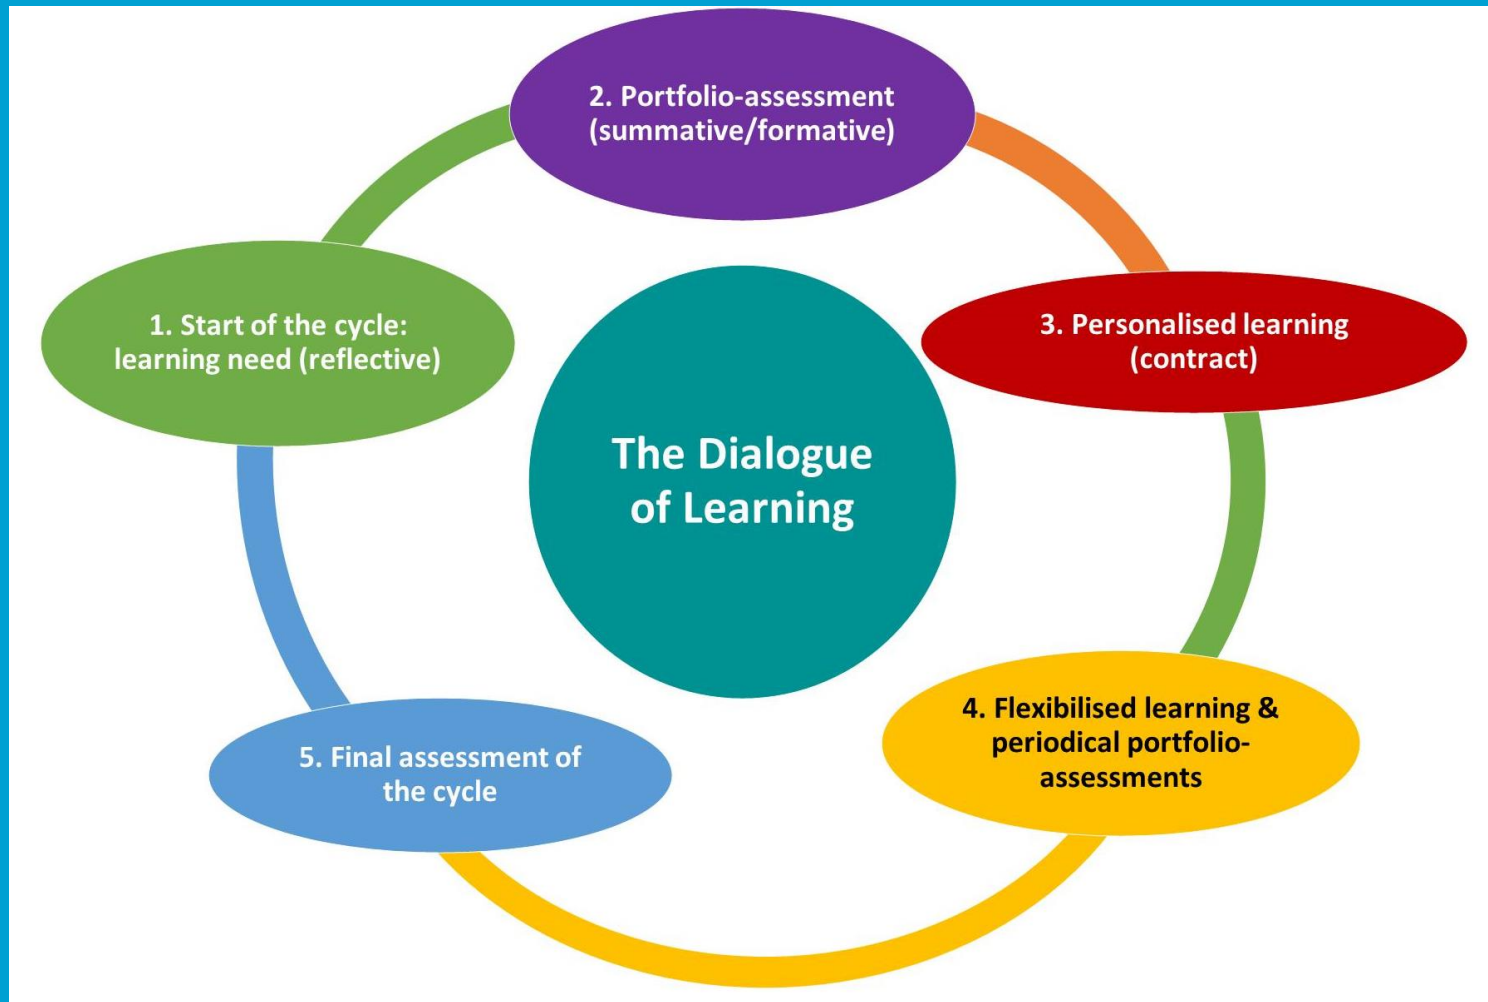 2. Portfolio-assessment
(summative/formative)
1. Start of the cycle:
learning need (reflective)
3. Personalised learning
(contract)
The Dialogue
of Learning
4. Flexibilised learning &
periodical portfolio-
assessments
5. Final assessment of
the cycle